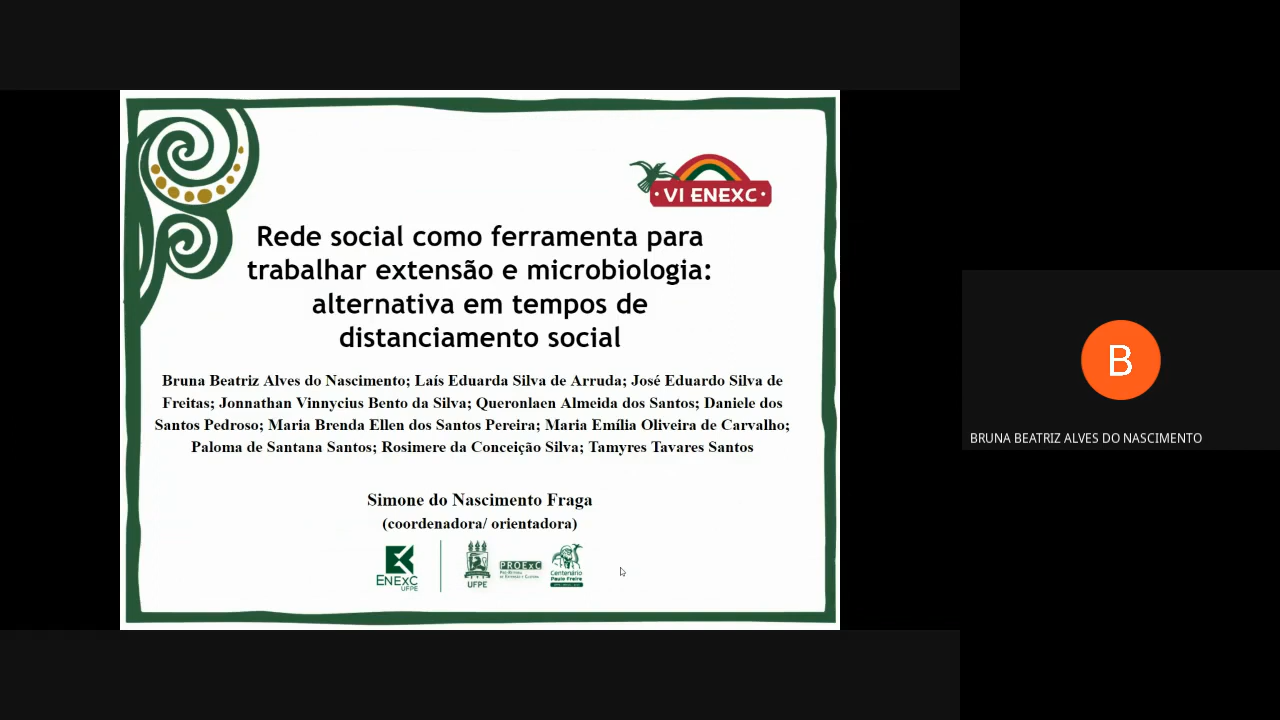 · VI ENEXC ·
Rede social como ferramenta para
trabalhar extensão e microbiologia:
alternativa em tempos de
distanciamento social
Bruna Beatriz Alves do Nascimento; Laís Eduarda Silva de Arruda; José Eduardo Silva de
Freitas; Jonnathan Vinnycius Bento da Silva; Queronlaen Almeida dos Santos; Daniele dos
Santos Pedroso; Maria Brenda Ellen dos Santos Pereira; Maria Emília Oliveira de Carvalho;
Paloma de Santana Santos; Rosimere da Conceição Silva; Tamyres Tavares Santos
Simone do Nascimento Fraga
(coordenadora/ orientadora)
ENExC
UFPE
UFPE
PROExC
Centenário
Paulo Freire
B
BRUNA BEATRIZ ALVES DO NASCIMENTO